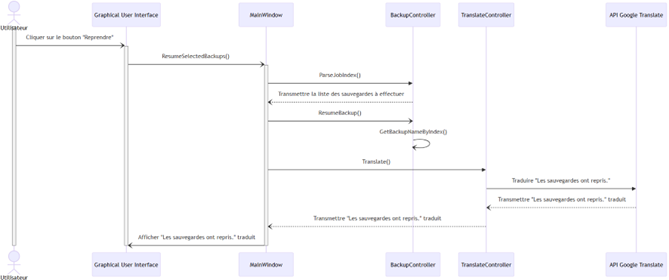 Graphical User Interface
MainWindow
BackupController
TranslateController
API Google Translate
Utilisateur
Cliquer sur le bouton "Reprendre"
ResumeSelectedBackups()
ParseJobIndex()
Transmettre la liste des sauvegardes à effectuer
ResumeBackup()
GetBackupNameByIndex()
Translate()
Traduire "Les sauvegardes ont repris."
Transmettre "Les sauvegardes ont repris." traduit
Transmettre "Les sauvegardes ont repris." traduit
Afficher "Les sauvegardes ont repris." traduit
Graphical User Interface
MainWindow
BackupController
TranslateController
API Google Translate
Utilisateur